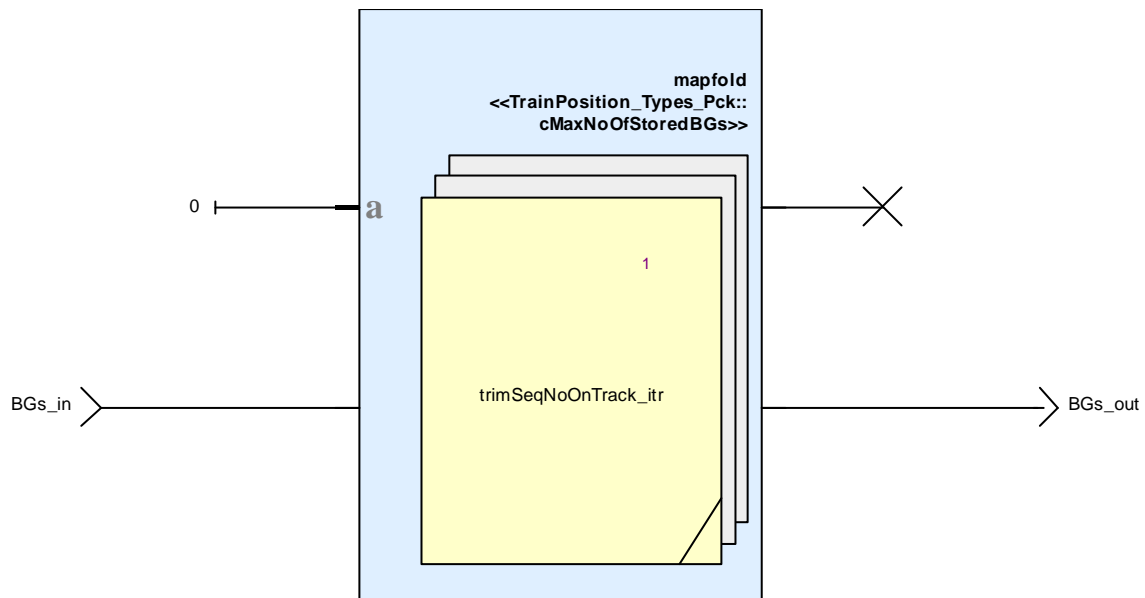 mapfold
<<TrainPosition_Types_Pck::
cMaxNoOfStoredBGs>>
0
a
1
trimSeqNoOnTrack_itr
BGs_in
BGs_out